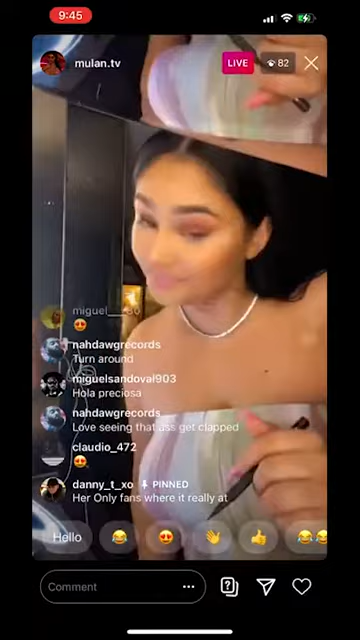 9:45
mulan.tv
LIVE
82
nahdawgrecords
Turn around
miguelsandoval903
Hola preciosa
nahdawgrecords
Love seeing that ass get clapped
claudio_472
danny_t_xo PINNED
Her Only fans where it really at
Hello
Comment